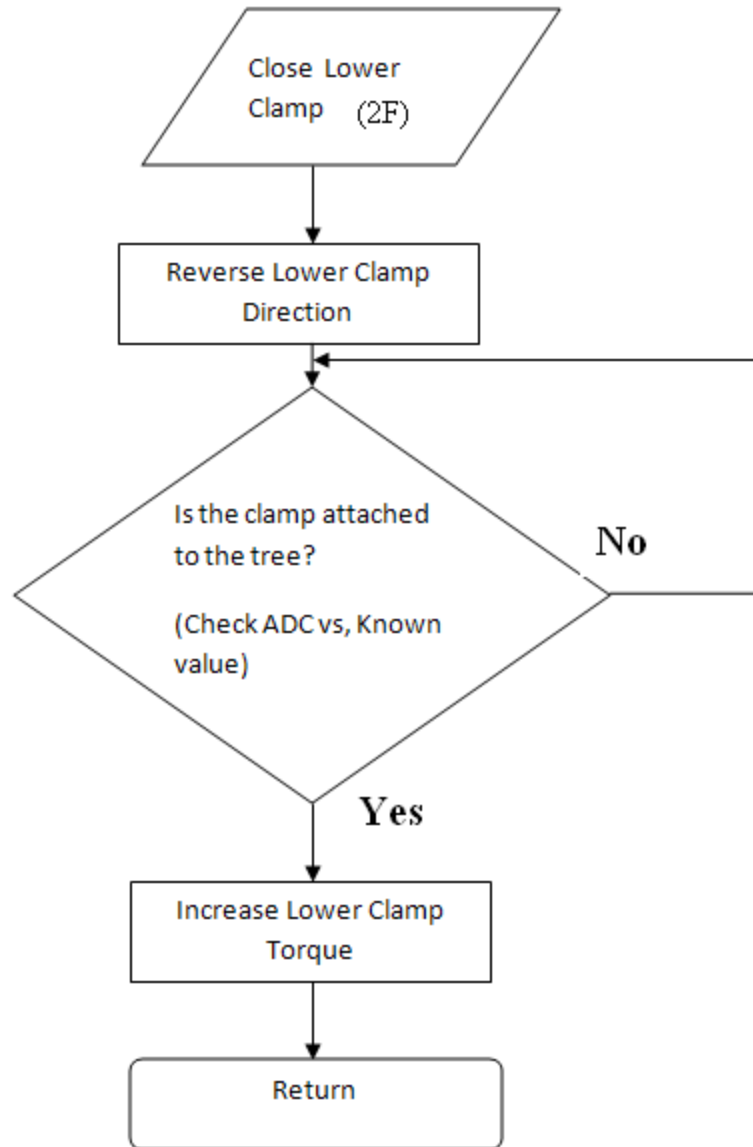 Close Lower
Clamp (2F)
Reverse Lower Clamp
Direction
Is the clamp attached
to the tree?
No
(Check ADC vs, Known
value)
Yes
Increase Lower Clamp
Torque
Return